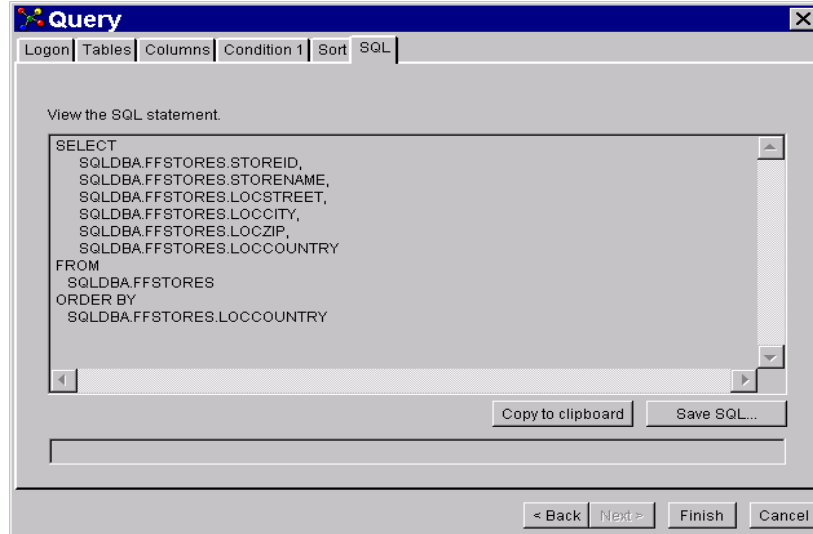 Query
Logon Tables Columns Condition 1 Sort SQL
View the SQL statement.
SELECT
SQLDBA.FFSTORES.STOREID,
SQLDBA.FFSTORES.STORENAME,
SQLDBA.FFSTORES.LOCSTREET,
SQLDBA.FFSTORES.LOCCITY,
SQLDBA.FFSTORES.LOCZIP,
SQLDBA.FFSTORES.LOCCOUNTRY
FROM
SQLDBA.FFSTORES
ORDER BY
SQLDBA.FFSTORES.LOCCOUNTRY
Copy to clipboard Save SQL...
< Back Next > Finish Cancel